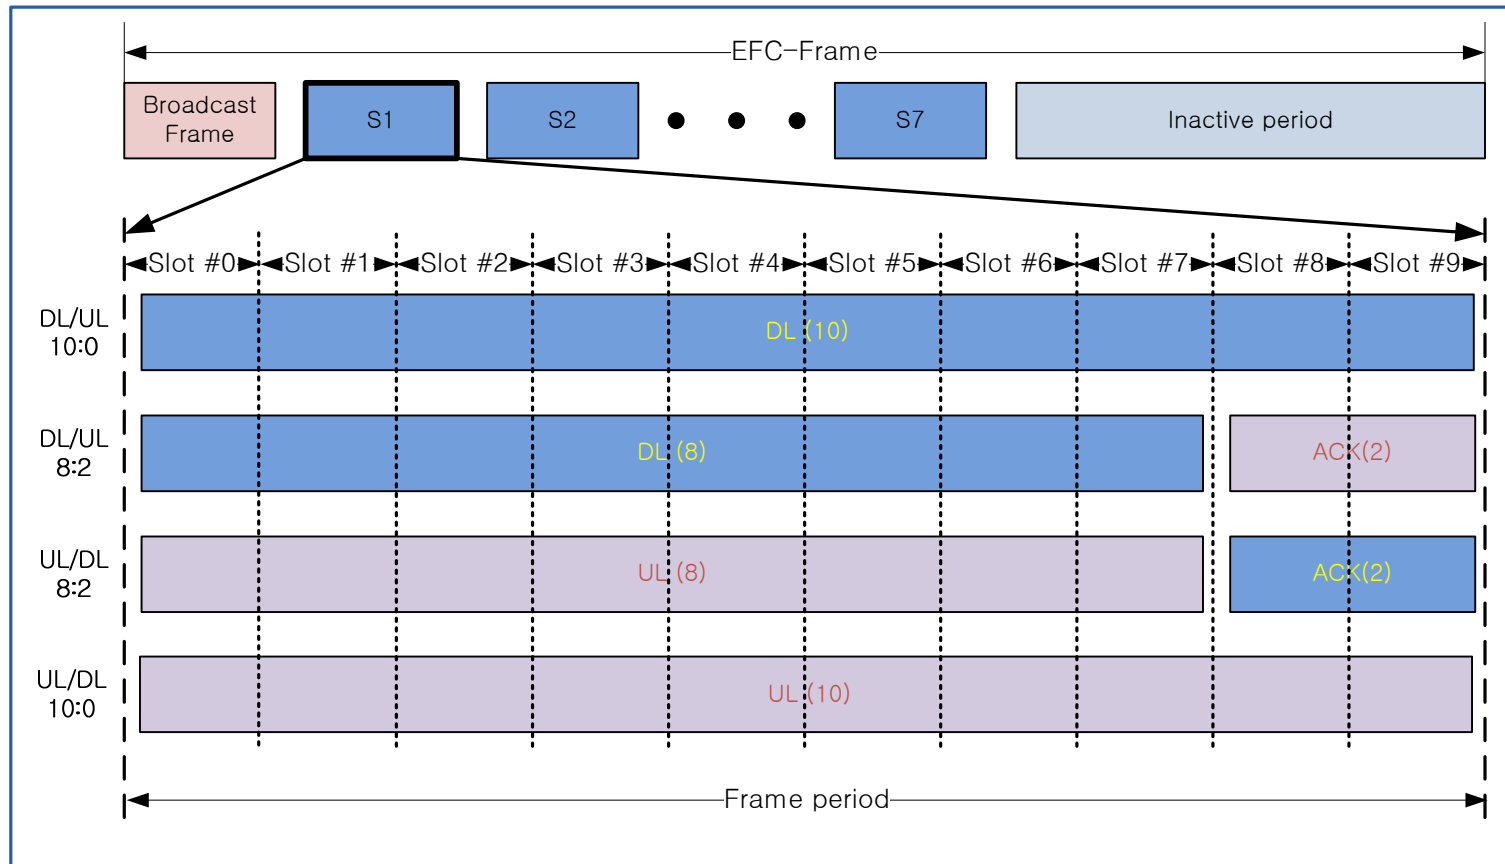 EFC-Frame
Broadcast
Frame
S1
S2
S7
Inactive period
Slot #0
Slot #1
Slot #2
Slot #3
Slot #4
Slot #5
Slot #6
Slot #7
Slot #8
Slot #9
DL/UL
10:0
DL (10)
DL/UL
8:2
DL (8)
ACK(2)
UL/DL
8:2
UL (8)
ACK(2)
UL/DL
10:0
UL (10)
Frame period